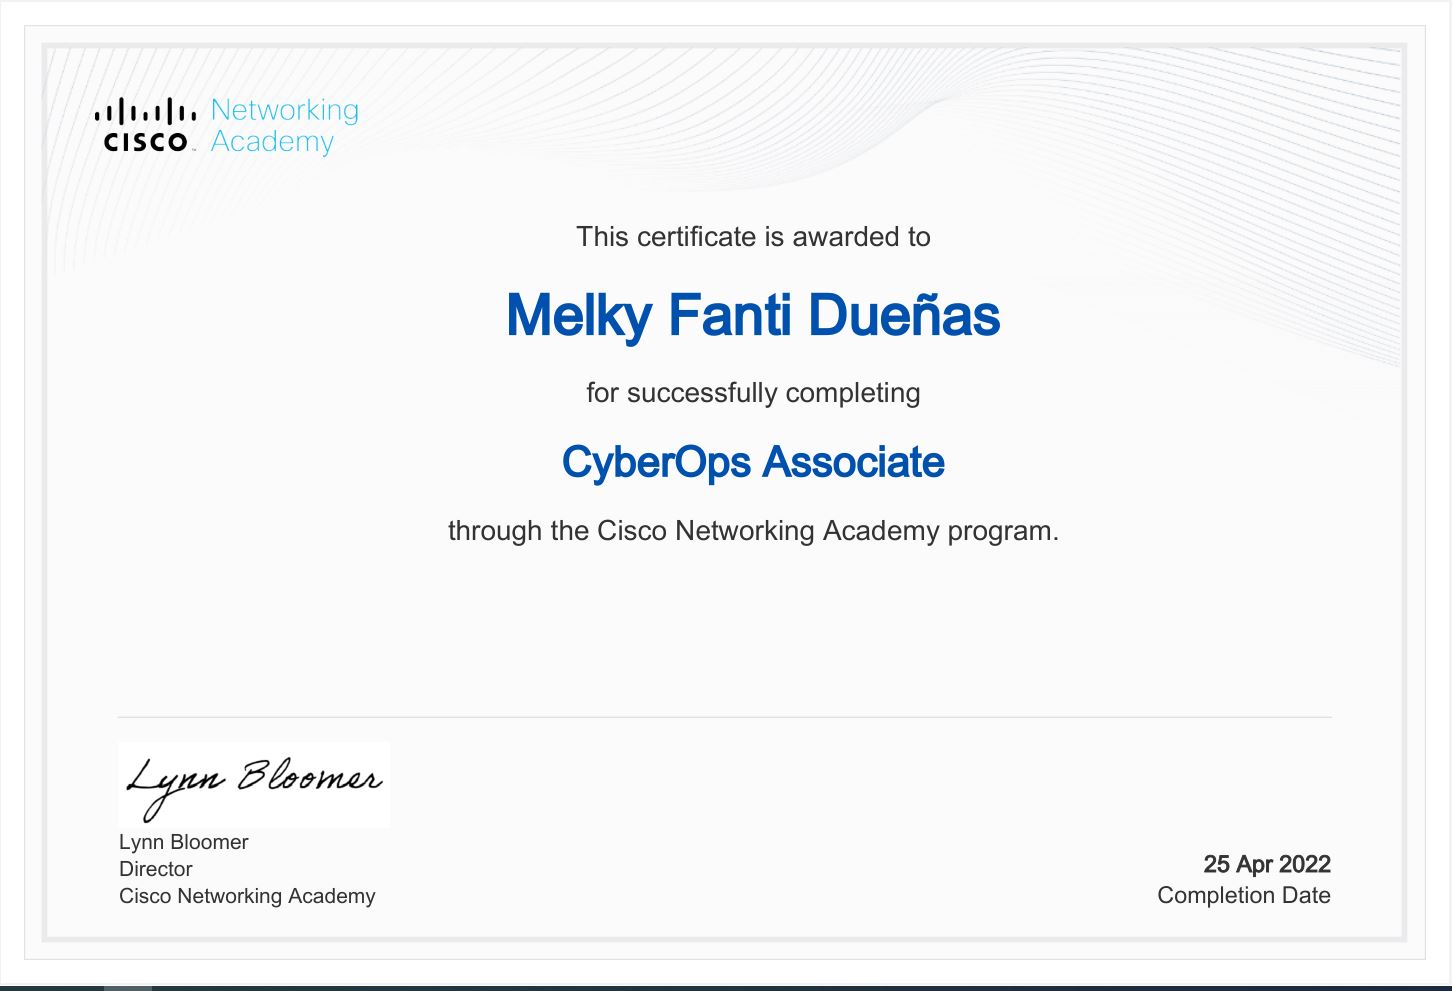 CISCO Networking
Academy
This certificate is awarded to
Melky Fanti Dueñas
for successfully completing
CyberOps Associate
through the Cisco Networking Academy program.
Lynn Bloomer
Lynn Bloomer
Director
Cisco Networking Academy
25 Apr 2022
Completion Date